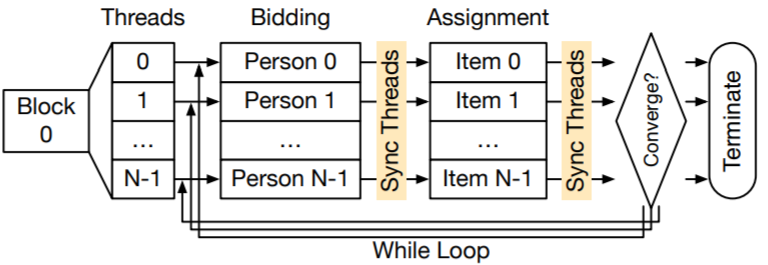 Threads
Bidding
Assignment
Block
0
0
1
...
N-1
Person 0
Person 1
...
Person N-1
Sync Threads
Item 0
Item 1
...
Item N-1
Sync Threads
Converge?
Terminate
While Loop